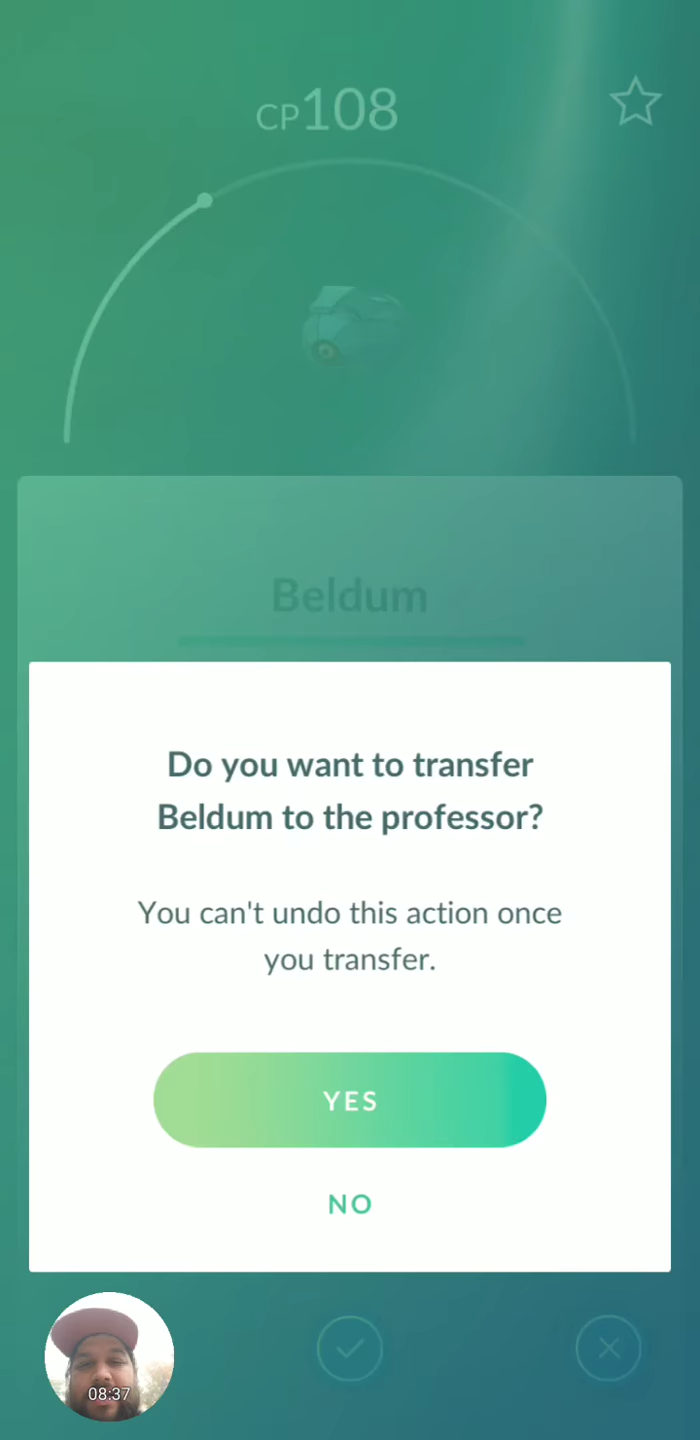 CP108
Beldum
Do you want to transfer
Beldum to the professor?
You can't undo this action once
you transfer.
YES
NO
08:37